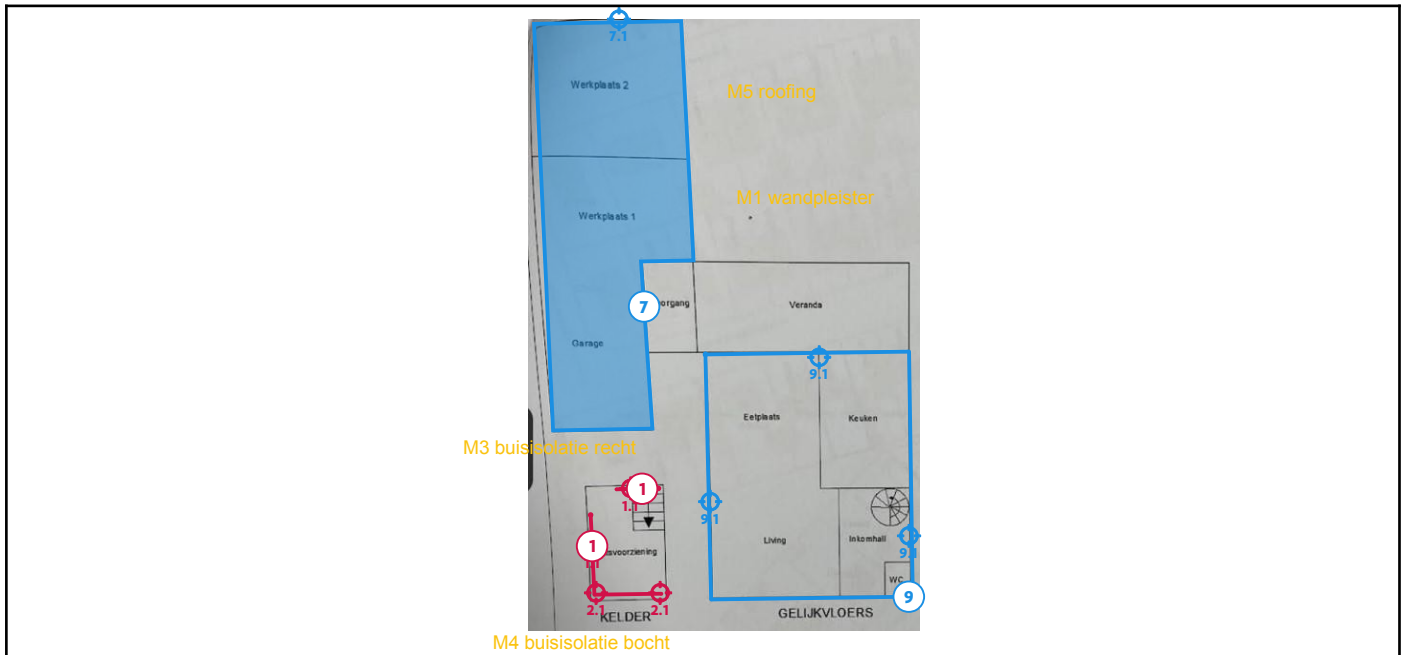 7.1
Werkplaats 2
M5 roofing
M1 wandpleister
Werkplaats 1
7
organg
Veranda
Garage
9.1
Eetplaats
Keuken
M3 buisisolatie recht
1
1.1
9.1
Living
Inkomhall
9.1
1
svoorziening
WC
9
2.1
2.1
KELDER
GELIJKVLOERS
M4 buisisolatie bocht